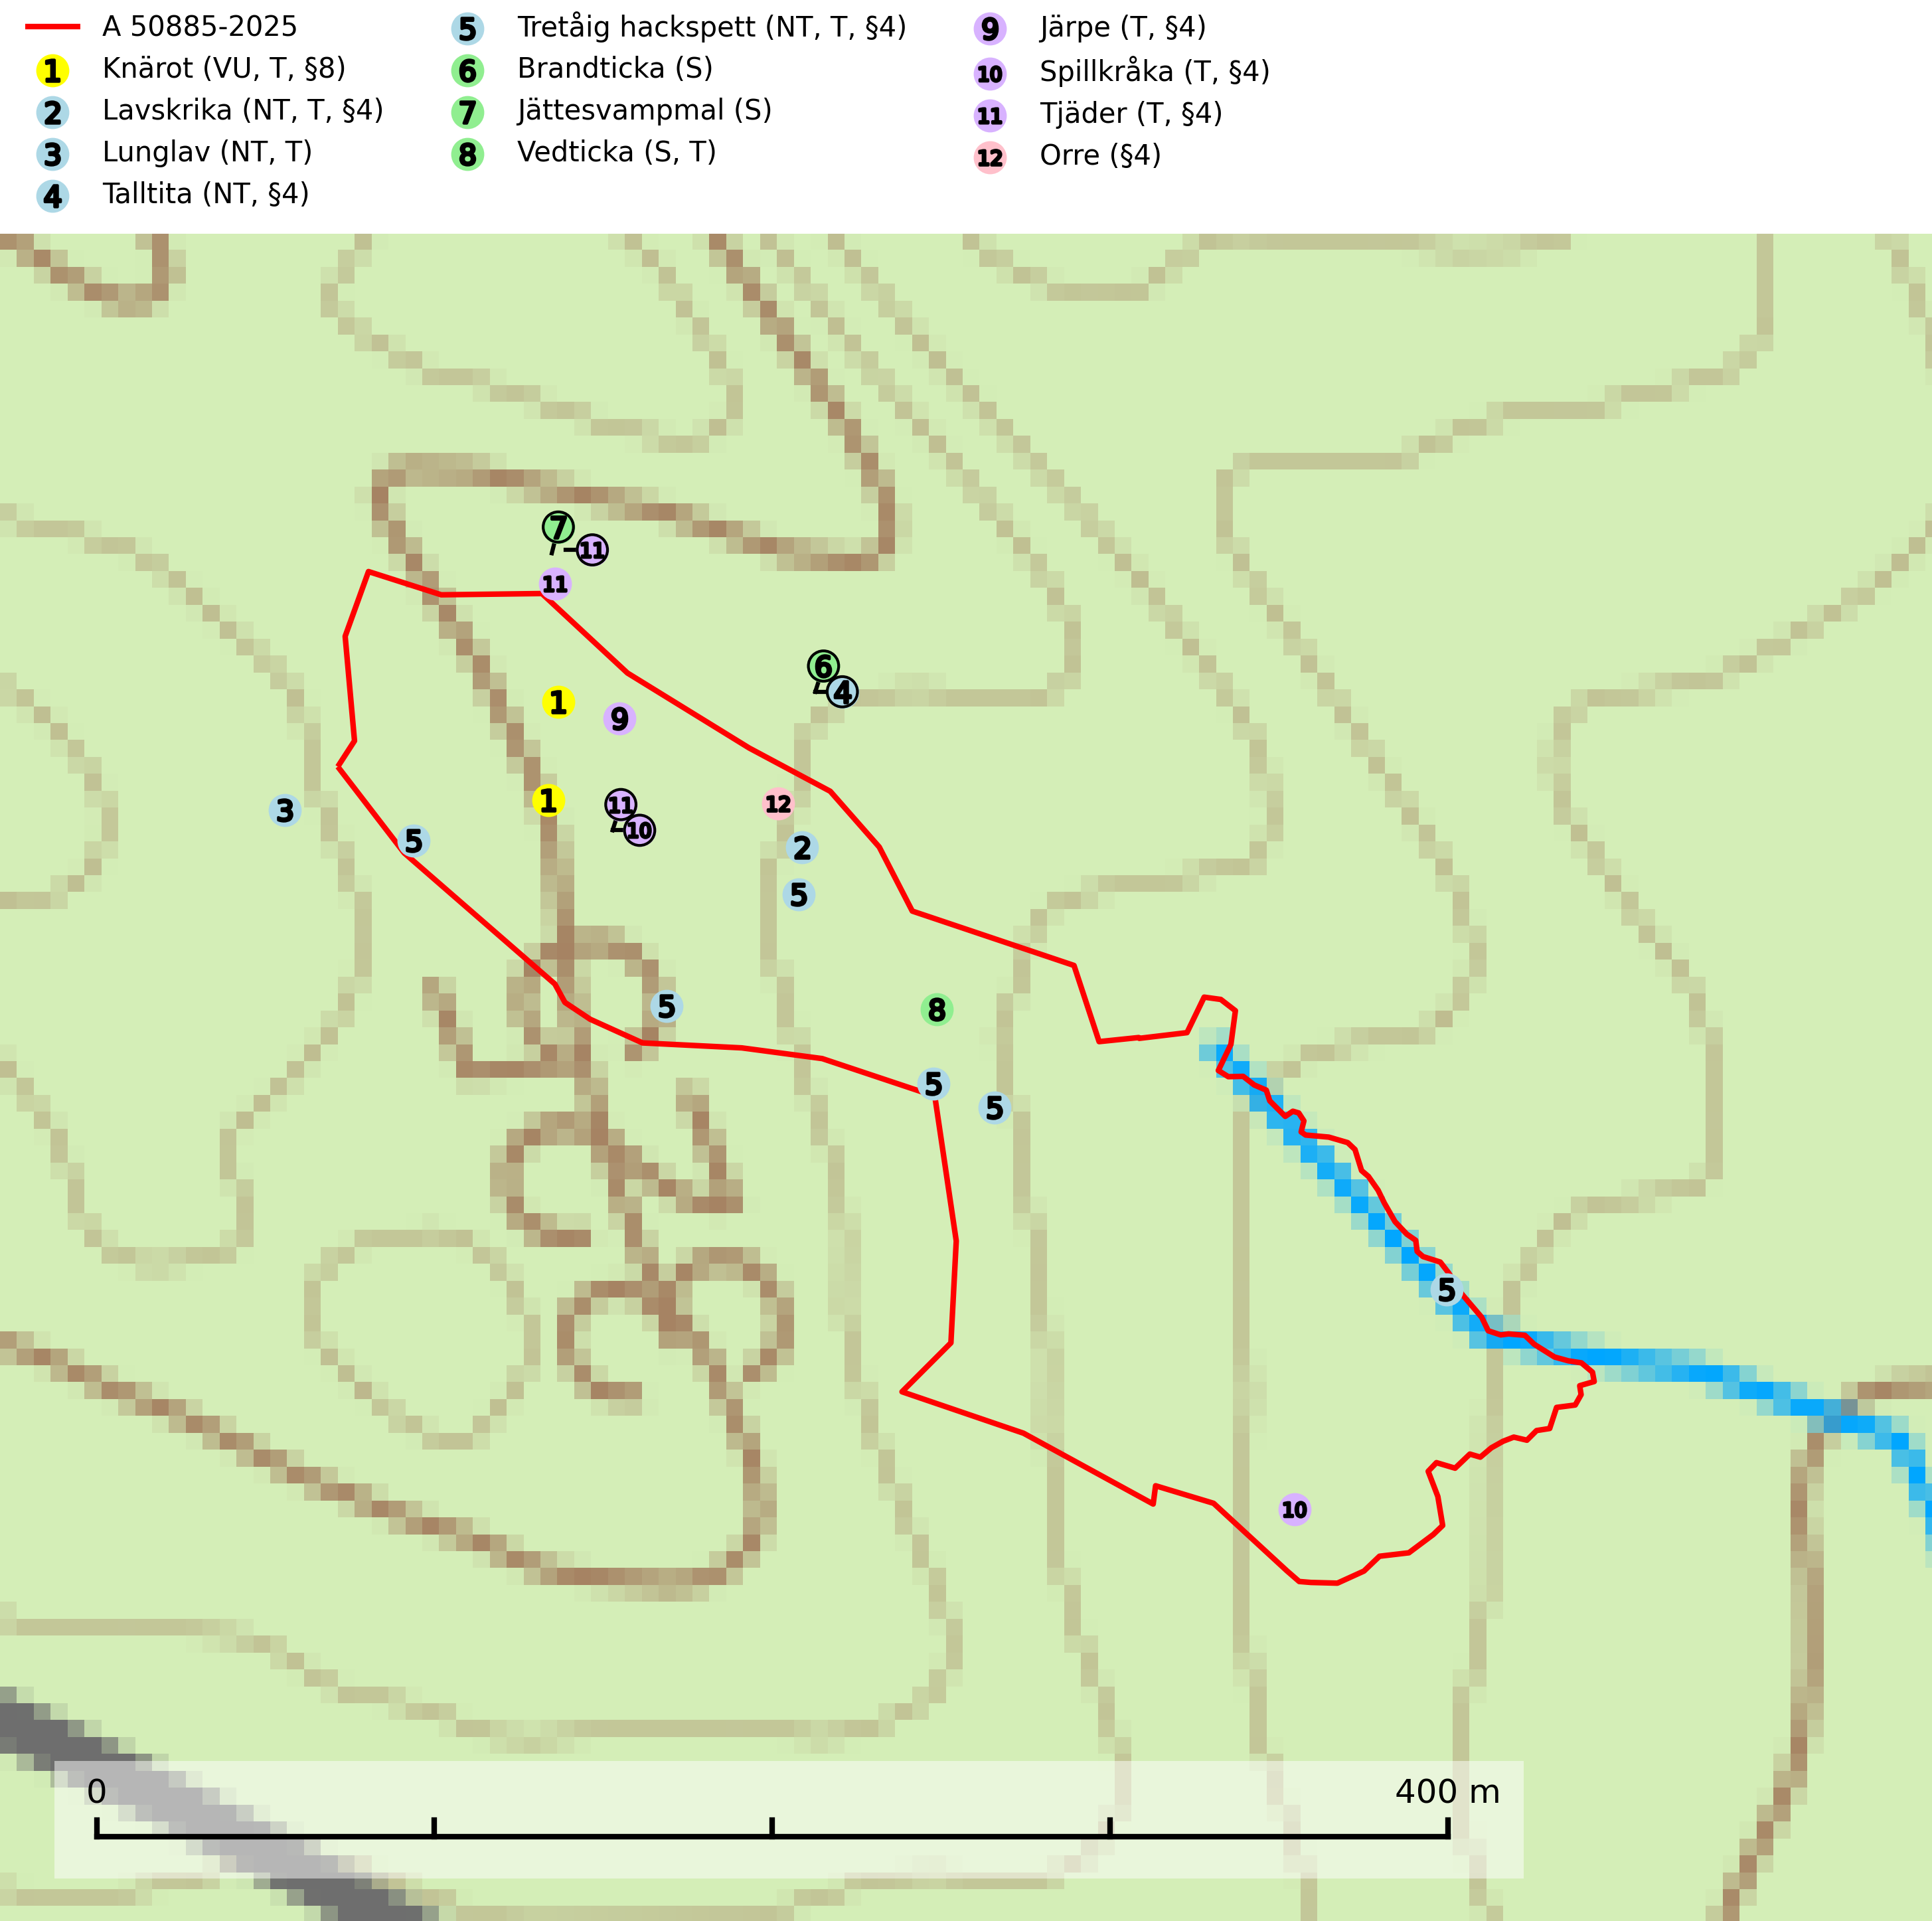 A 50885-2025
1 Knärot (VU, T, §8)
2 Lavskrika (NT, T, §4)
3 Lunglav (NT, T)
4 Talltita (NT, §4)
5 Tretåig hackspett (NT, T, §4)
6 Brandticka (S)
7 Jättesvampmal (S)
8 Vedticka (S, T)
9 Järpe (T, §4)
10 Spillkråka (T, §4)
11 Tjäder (T, §4)
12 Orre (§4)
7
11
11
6
4
1
9
1
11
10
12
3
5
2
5
5
8
5
5
5
10
0 400 m